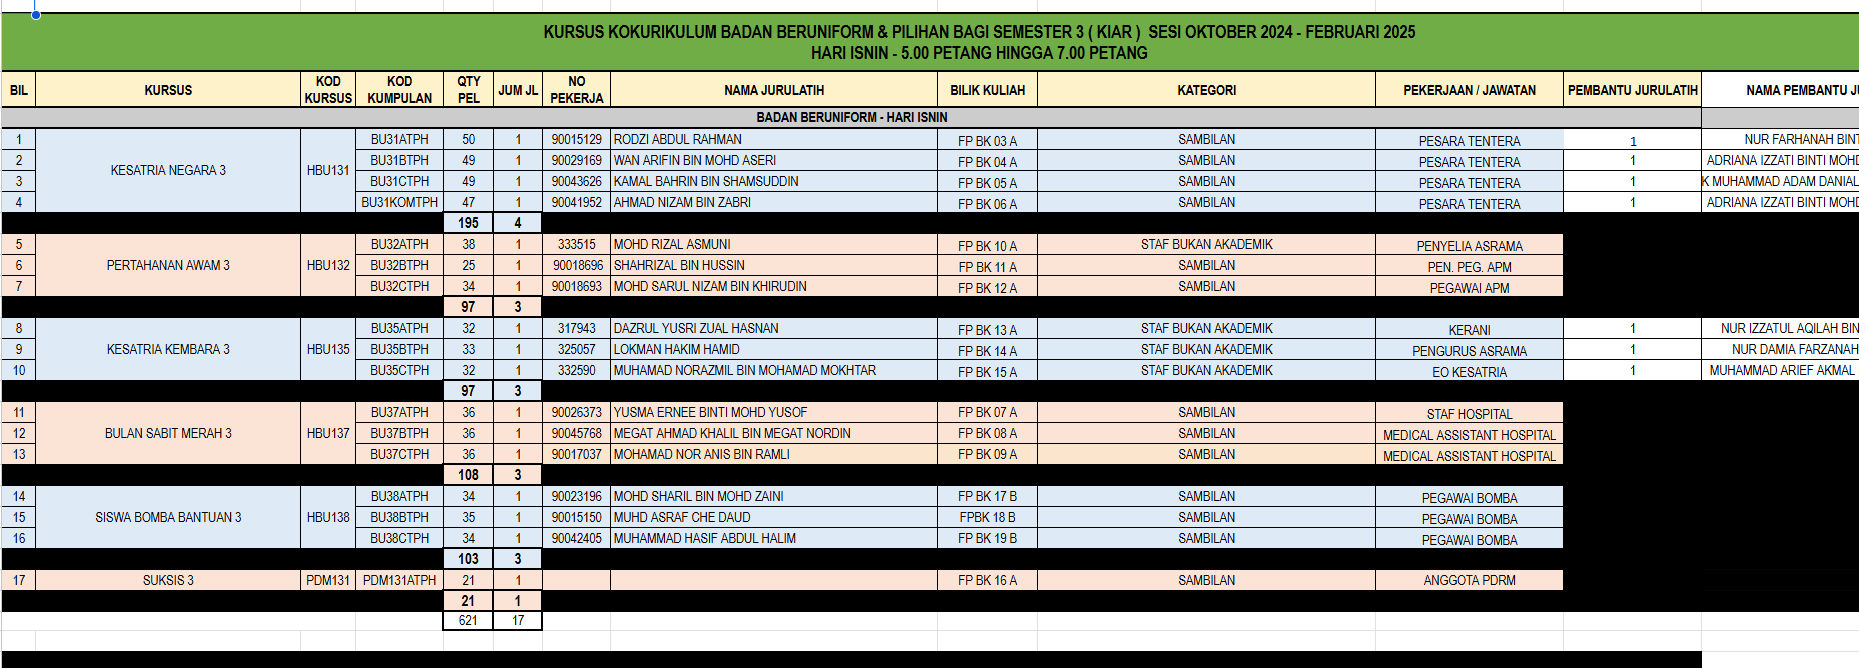 KURSUS KOKURIKULUM BADAN BERUNIFORM & PILIHAN BAGI SEMESTER 3 ( KIAR )  SESI OKTOBER 2024 - FEBRUARI 2025
HARI ISNIN - 5.00 PETANG HINGGA 7.00 PETANG
BIL KURSUS KOD KURSUS KOD KUMPULAN QTY PEL JUM JL NO PEKERJA NAMA JURULATIH BILIK KULIAH KATEGORI PEKERJAAN / JAWATAN PEMBANTU JURULATIH NAMA PEMBANTU JU
BADAN BERUNIFORM - HARI ISNIN
1 BU31ATPH 50 1 90015129 RODZI ABDUL RAHMAN FP BK 03 A SAMBILAN PESARA TENTERA 1 NUR FARHANAH BINT
2 KESATRIA NEGARA 3 HBU131 BU31BTPH 49 1 90029169 WAN ARIFIN BIN MOHD ASERI FP BK 04 A SAMBILAN PESARA TENTERA 1 ADRIANA IZZATI BINTI MOHD
3 BU31CTPH 49 1 90043626 KAMAL BAHRIN BIN SHAMSUDDIN FP BK 05 A SAMBILAN PESARA TENTERA 1 K MUHAMMAD ADAM DANIAL
4 BU31KOMTPH 47 1 90041952 AHMAD NIZAM BIN ZABRI FP BK 06 A SAMBILAN PESARA TENTERA 1 ADRIANA IZZATI BINTI MOHD
195 4
5 BU32ATPH 38 1 333515 MOHD RIZAL ASMUNI FP BK 10 A STAF BUKAN AKADEMIK PENYELIA ASRAMA
6 PERTAHANAN AWAM 3 HBU132 BU32BTPH 25 1 90018696 SHAHRIZAL BIN HUSSIN FP BK 11 A SAMBILAN PEN. PEG. APM
7 BU32CTPH 34 1 90018693 MOHD SARUL NIZAM BIN KHIRUDIN FP BK 12 A SAMBILAN PEGAWAI APM
97 3
8 BU35ATPH 32 1 317943 DAZRUL YUSRI ZUAL HASNAN FP BK 13 A STAF BUKAN AKADEMIK KERANI 1 NUR IZZATUL AQILAH BIN
9 KESATRIA KEMBARA 3 HBU135 BU35BTPH 33 1 325057 LOKMAN HAKIM HAMID FP BK 14 A STAF BUKAN AKADEMIK PENGURUS ASRAMA 1 NUR DAMIA FARZANAH
10 BU35CTPH 32 1 332590 MUHAMAD NORAZMIL BIN MOHAMAD MOKHTAR FP BK 15 A STAF BUKAN AKADEMIK EO KESATRIA 1 MUHAMMAD ARIEF AKMAL
97 3
11 BU37ATPH 36 1 90026373 YUSMA ERNEE BINTI MOHD YUSOF FP BK 07 A SAMBILAN STAF HOSPITAL
12 BULAN SABIT MERAH 3 HBU137 BU37BTPH 36 1 90045768 MEGAT AHMAD KHALIL BIN MEGAT NORDIN FP BK 08 A SAMBILAN MEDICAL ASSISTANT HOSPITAL
13 BU37CTPH 36 1 90017037 MOHAMAD NOR ANIS BIN RAMLI FP BK 09 A SAMBILAN MEDICAL ASSISTANT HOSPITAL
108 3
14 BU38ATPH 34 1 90023196 MOHD SHARIL BIN MOHD ZAINI FP BK 17 B SAMBILAN PEGAWAI BOMBA
15 SISWA BOMBA BANTUAN 3 HBU138 BU38BTPH 35 1 90015150 MUHD ASRAF CHE DAUD FPBK 18 B SAMBILAN PEGAWAI BOMBA
16 BU38CTPH 34 1 90042405 MUHAMMAD HASIF ABDUL HALIM FP BK 19 B SAMBILAN PEGAWAI BOMBA
103 3
17 SUKSIS 3 PDM131 PDM131ATPH 21 1 FP BK 16 A SAMBILAN ANGGOTA PDRM
21 1
621 17